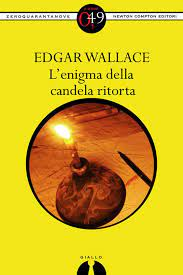 ZEROQUARANTANOVE
NEWTON COMPTON EDITORI
0,49
EDGAR WALLACE
L'enigma della
candela ritorta
GIALLO